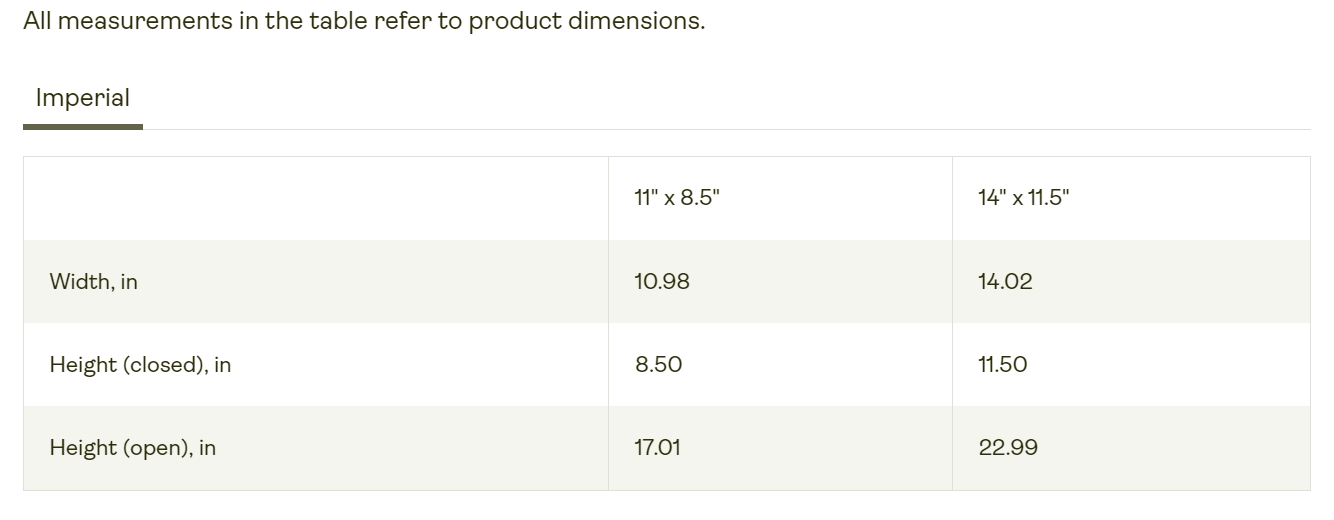 All measurements in the table refer to product dimensions.
Imperial
11" x 8.5" 14" x 11.5"
Width, in 10.98 14.02
Height (closed), in 8.50 11.50
Height (open), in 17.01 22.99